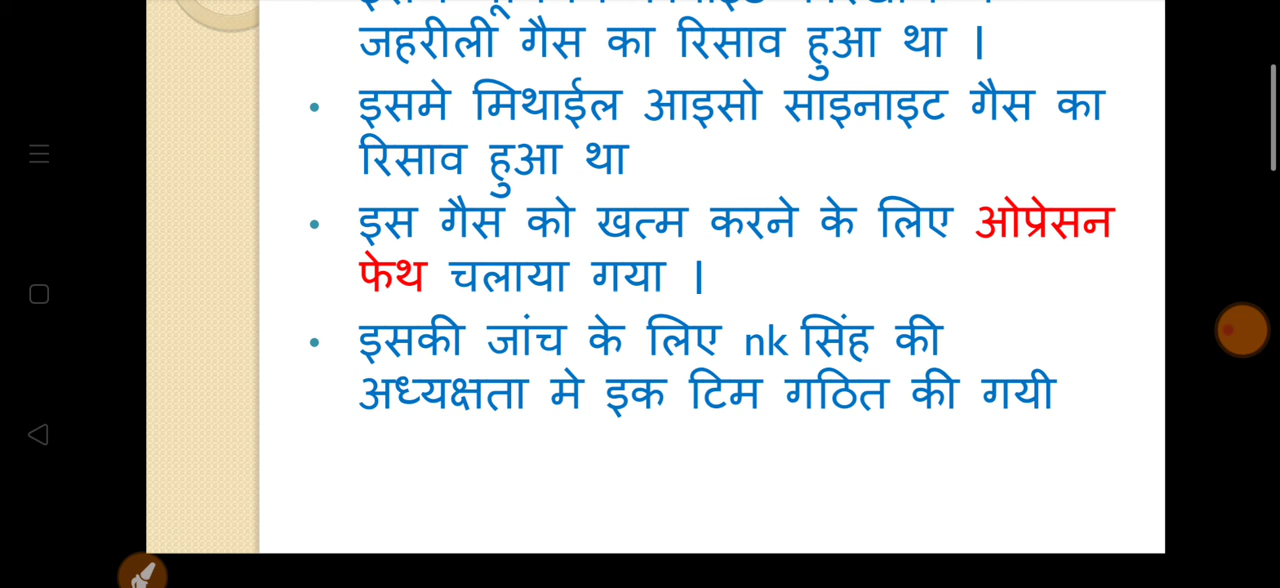 जहरीली गैस का रिसाव हुआ था |
• इसमे मिथाईल आइसो साइनाइट गैस का
रिसाव हुआ था
• इस गैस को खत्म करने के लिए ओप्रेसन
फेथ चलाया गया |
• इसकी जांच के लिए nk सिंह की
अध्यक्षता मे इक टिम गठित की गयी